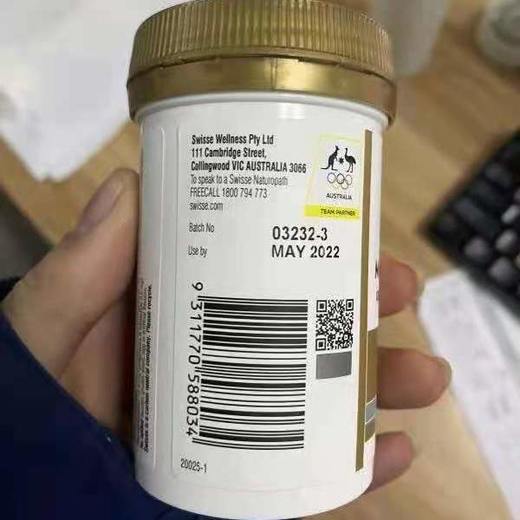 Swisse Wellness Pty Ltd
111 Cambridge Street,
Collingwood VIC AUSTRALIA 3066
To speak to a Swisse Naturopath
FREECALL 1800 794 773
swisse.com
AUSTRALIA
TEAM PARTNER
Batch No 03232-3
Use by MAY 2022
9 311770 588034
20025-1